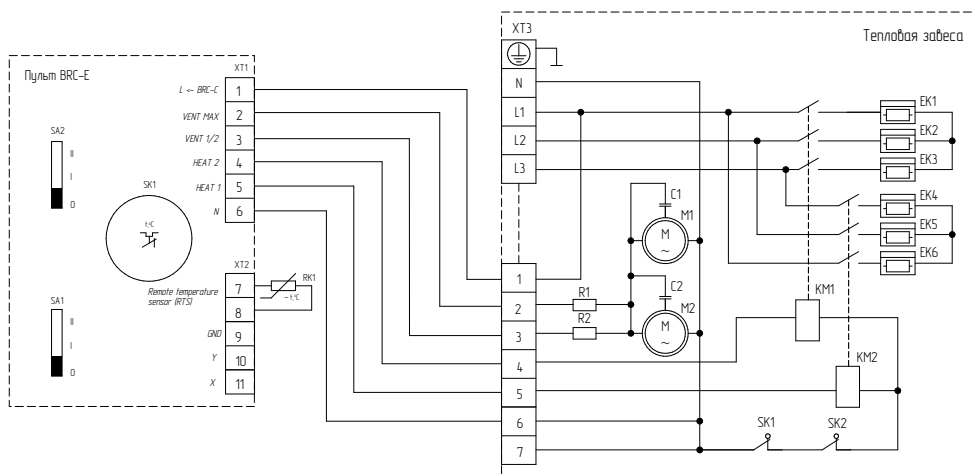 Пульт BRC-E
SA2
II
I
0
SK1
t,°C
SA1
II
I
0
XT1
L <- BRC-C
1
VENT MAX
2
VENT 1/2
3
HEAT 2
4
HEAT 1
5
N
6
XT2
7
Remote temperature
sensor (RTS)
8
GND
9
Y
10
X
11
RK1
- t,°C
XT3
N
L1
L2
L3
1
2
3
4
5
6
7
Тепловая завеса
EK1
EK2
EK3
EK4
EK5
EK6
C1
M1
M
~
C2
M2
M
~
R1
R2
KM1
KM2
SK1
SK2